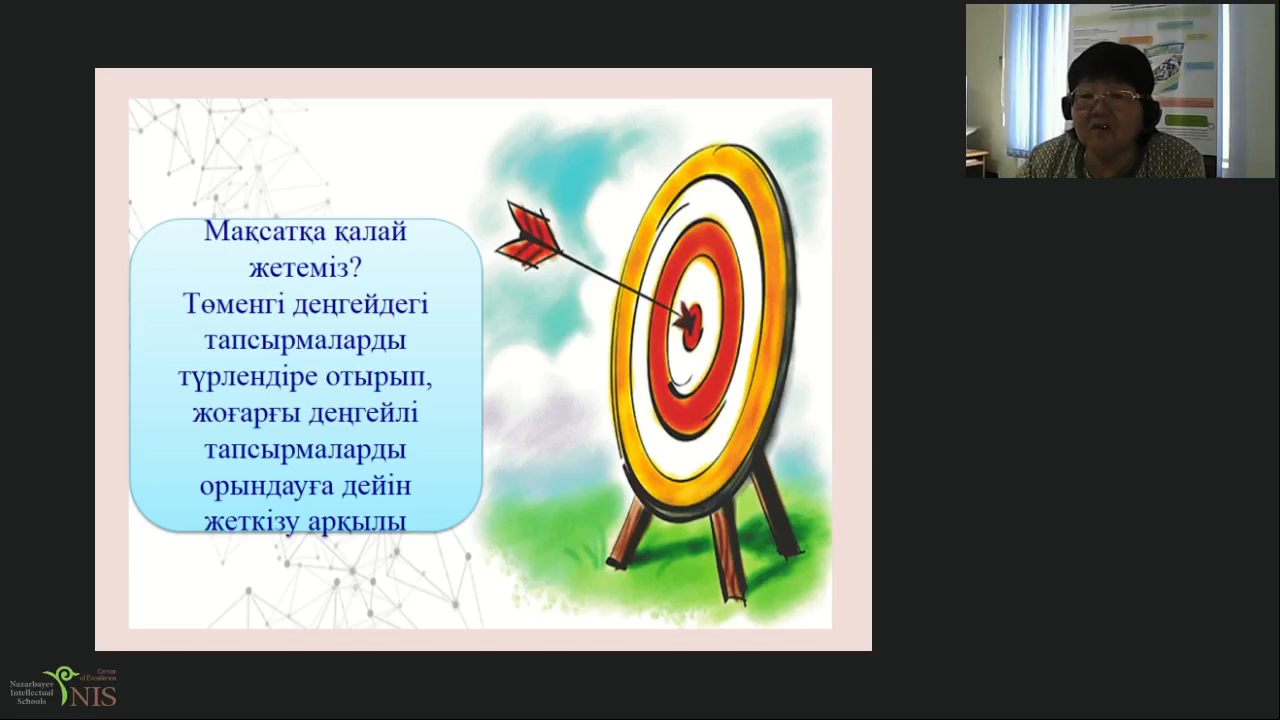 Мақсатқа қалай
жетеміз?
Төменгі деңгейдегі
тапсырмаларды
түрлендіре отырып,
жоғарғы деңгейлі
тапсырмаларды
орындауға дейін
жеткізу арқылы
Nazarbayev
Intellectual
Schools
Center
of Excellence
NIS